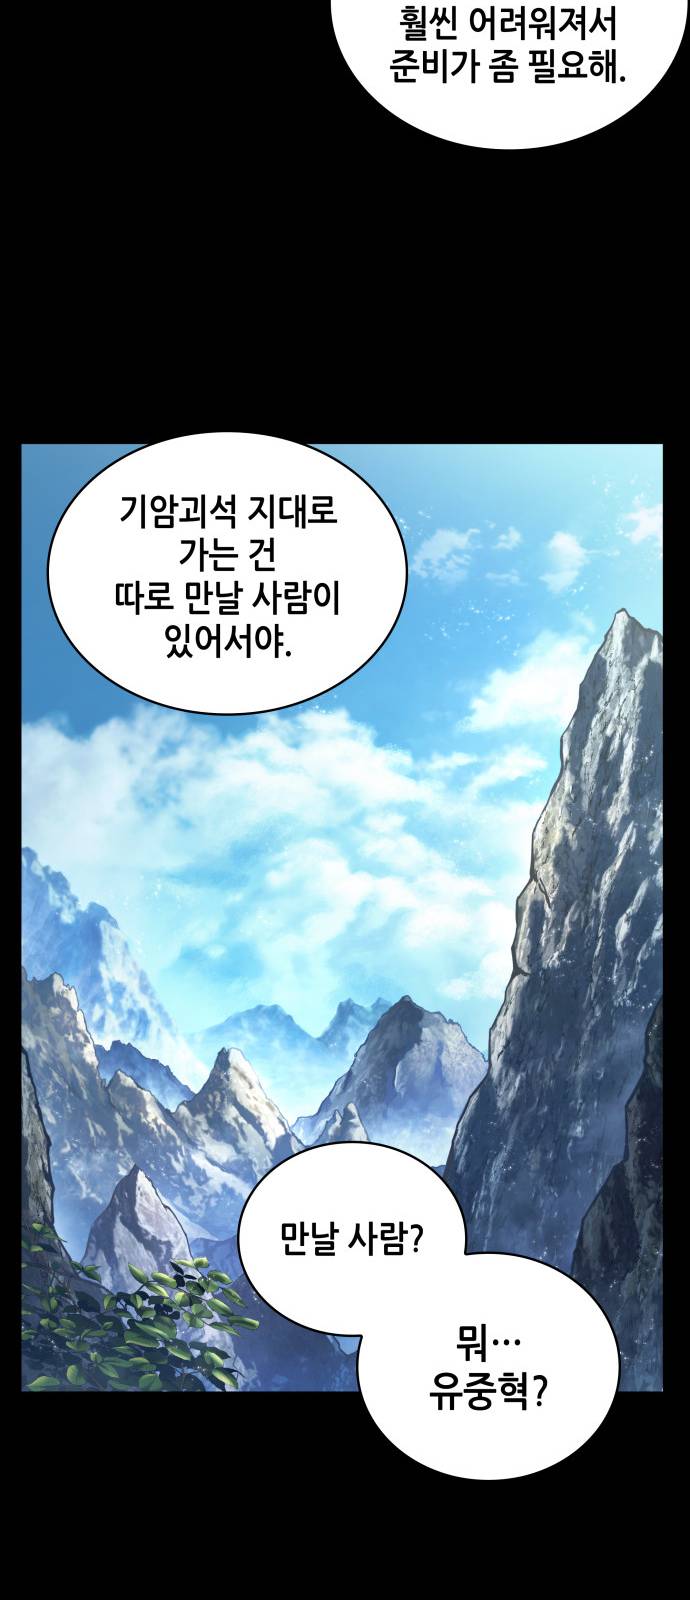 훨씬 어려워져서
준비가 좀 필요해.
기암괴석 지대로
가는 건
따로 만날 사람이
있어서야.
만날 사람?
뭐…
유중혁?